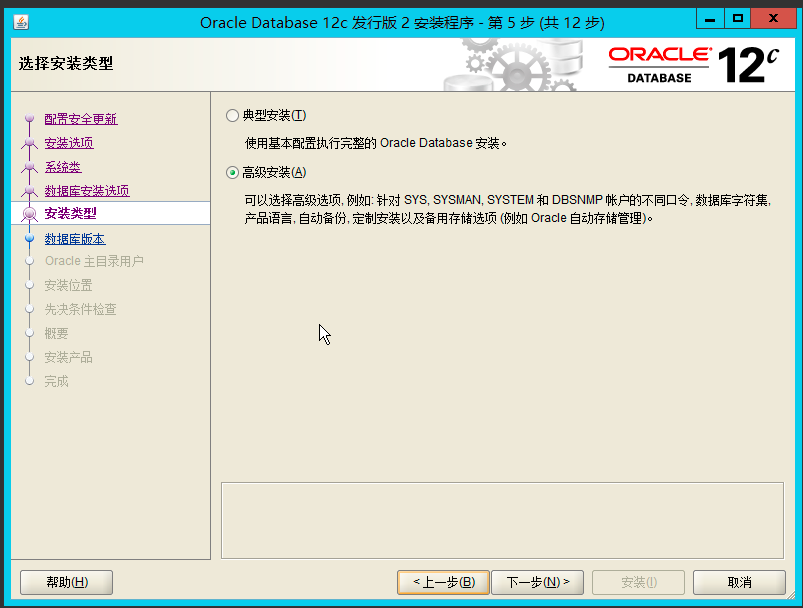 Oracle Database 12c 发行版 2 安装程序 - 第 5 步 (共 12 步)
选择安装类型
ORACLE
DATABASE
12c
配置安全更新
安装选项
系统类
数据库安装选项
安装类型
数据库版本
Oracle 主目录用户
安装位置
先决条件检查
概要
安装产品
完成
典型安装(T)
使用基本配置执行完整的 Oracle Database 安装。
高级安装(A)
可以选择高级选项, 例如: 针对 SYS, SYSMAN, SYSTEM 和 DBSNMP 帐户的不同口令, 数据库字符集,
产品语言, 自动备份, 定制安装以及备用存储选项 (例如 Oracle 自动存储管理)。
帮助(H)
< 上一步(B)
下一步(N) >
安装(I)
取消